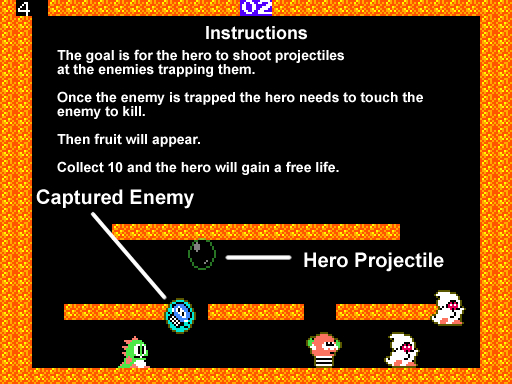 4
02
Instructions
The goal is for the hero to shoot projectiles
at the enemies trapping them.
Once the enemy is trapped the hero needs to touch the
enemy to kill.
Then fruit will appear.
Collect 10 and the hero will gain a free life.
Captured Enemy
Hero Projectile